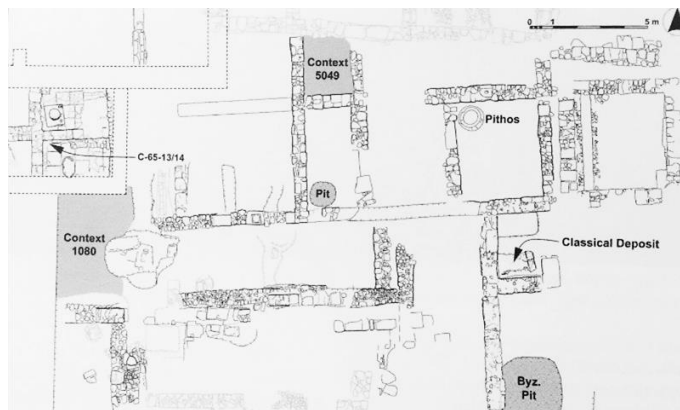 0 1 5 m
Context
5049
Pithos
C-65-13/14
Pit
Context
1080
Classical Deposit
Byz.
Pit